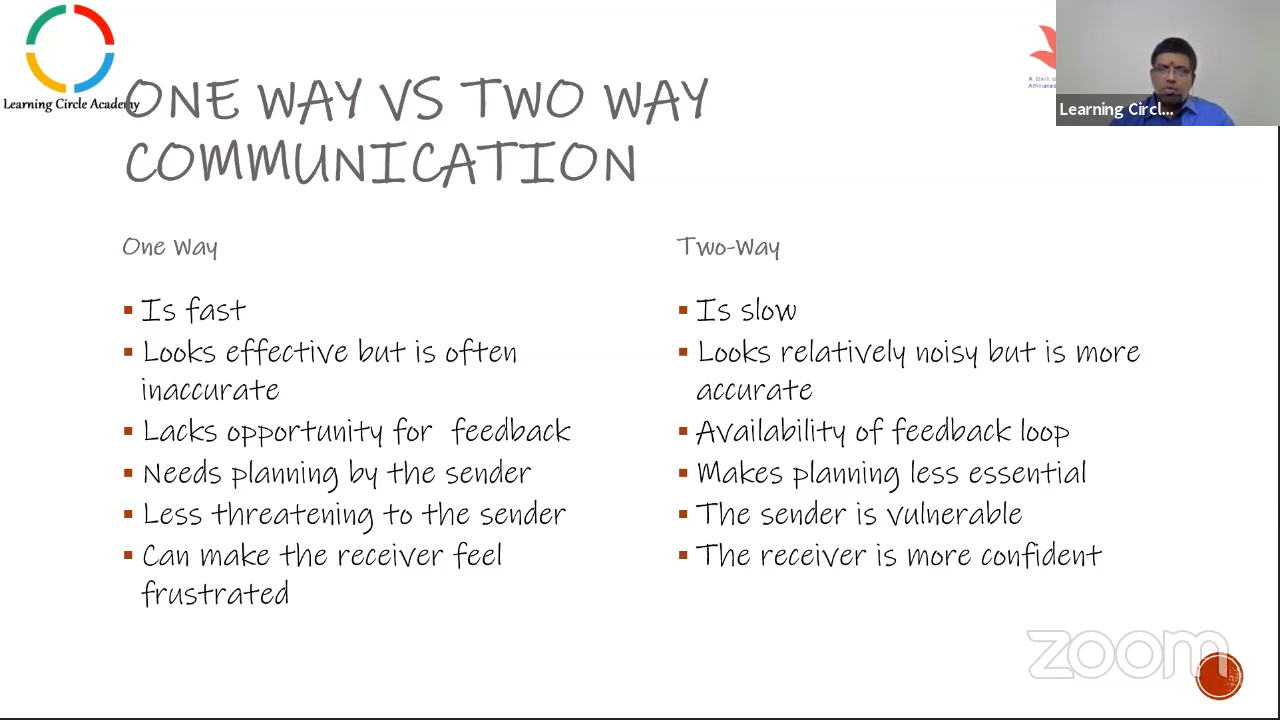 Learning Circle Academy
ONE WAY VS TWO WAY
COMMUNICATION
A Unit o
Affiliated
Learning Circl...
One Way
▪ Is fast
▪ Looks effective but is often
inaccurate
▪ Lacks opportunity for feedback
▪ Needs planning by the sender
▪ Less threatening to the sender
▪ Can make the receiver feel
frustrated
Two-Way
▪ Is slow
▪ Looks relatively noisy but is more
accurate
▪ Availability of feedback loop
▪ Makes planning less essential
▪ The sender is vulnerable
▪ The receiver is more confident
zoom